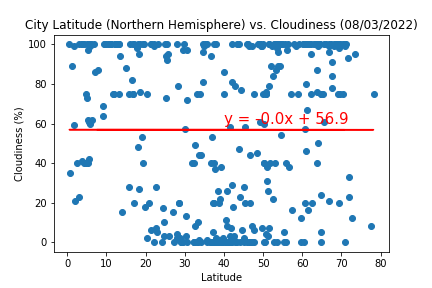 City Latitude (Northern Hemisphere) vs. Cloudiness (08/03/2022)
100
80
60
40
20
0
Cloudiness (%)
y = -0.0x + 56.9
0 10 20 30 40 50 60 70 80
Latitude